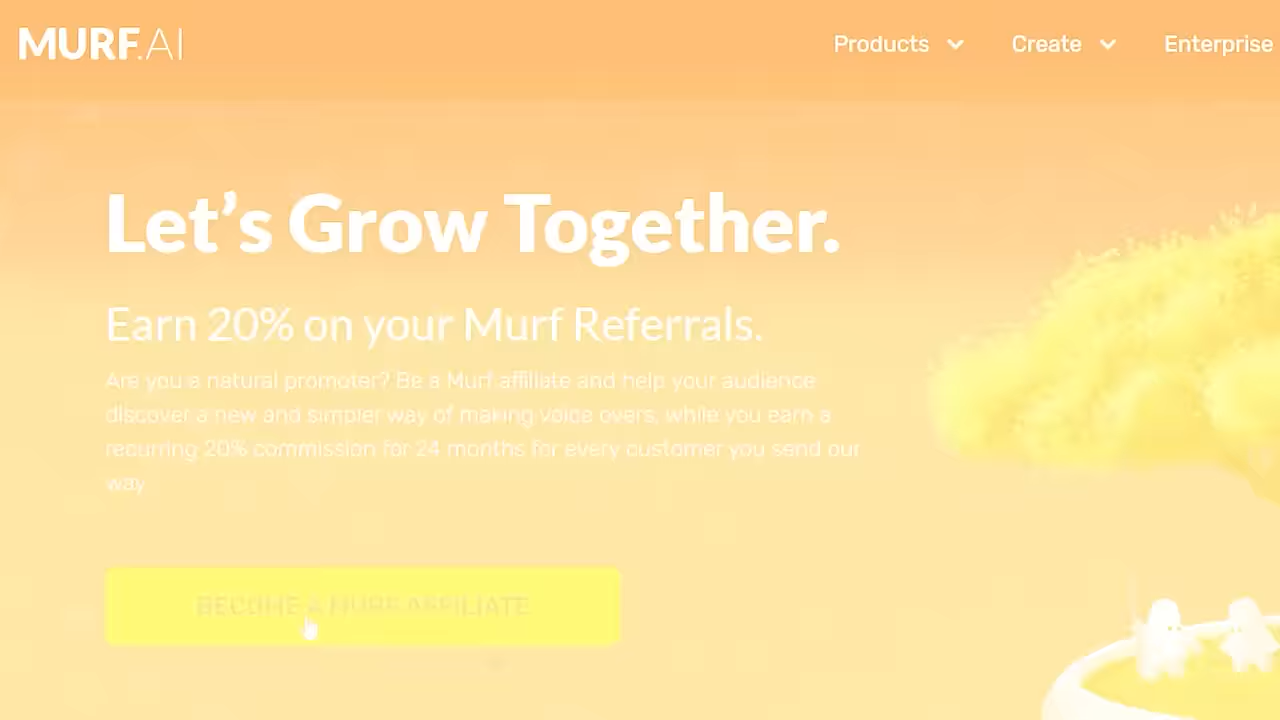 MURF.AI
Products
Create
Enterprise
Let's Grow Together.
Earn 20% on your Murf Referrals.
Are you a natural promoter? Be a Murf affiliate and help your audience
discover a new and simpler way of making voice overs, while you earn a
recurring 20% commission for 24 months for every customer you send our
way
BECOME A MURF AFFILIATE